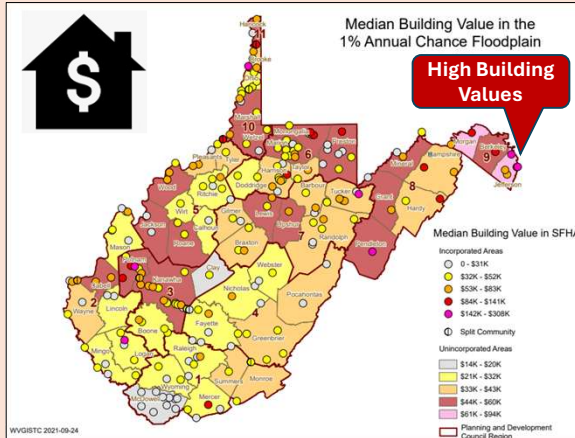 $
Median Building Value in the
1% Annual Chance Floodplain
High Building
Values
Hancock
11
Brooke
Ohio
Marshall
10
Wetzel
Monongalia
6
Preston
Marion
Taylor
Harrison
Pleasants
Tyler
Doddridge
Ritchie
Wood
Wirt
5
Jackson
Roane
Calhoun
Gilmer
Lewis
Barbour
Tucker
Upshur
7
Randolph
Braxton
Mineral
Hampshire
8
Grant
Hardy
Pendleton
Morgan
Berkeley
9
Jefferson
Mason
Putnam
Cabell
2
Wayne
Kanawha
3
Clay
Lincoln
Boone
Mingo
Logan
Nicholas
Webster
Pocahontas
4
Fayette
Greenbrier
Raleigh
1
Wyoming
Summers
Monroe
Mercer
McDowell
Median Building Value in SFHA
Incorporated Areas
0 - $31K
$32K - $52K
$53K - $83K
$84K - $141K
$142K - $308K
Split Community
Unincorporated Areas
$14K - $20K
$21K - $32K
$33K - $43K
$44K - $60K
$61K - $94K
Planning and Development
Council Region
WVGISTC 2021-09-24